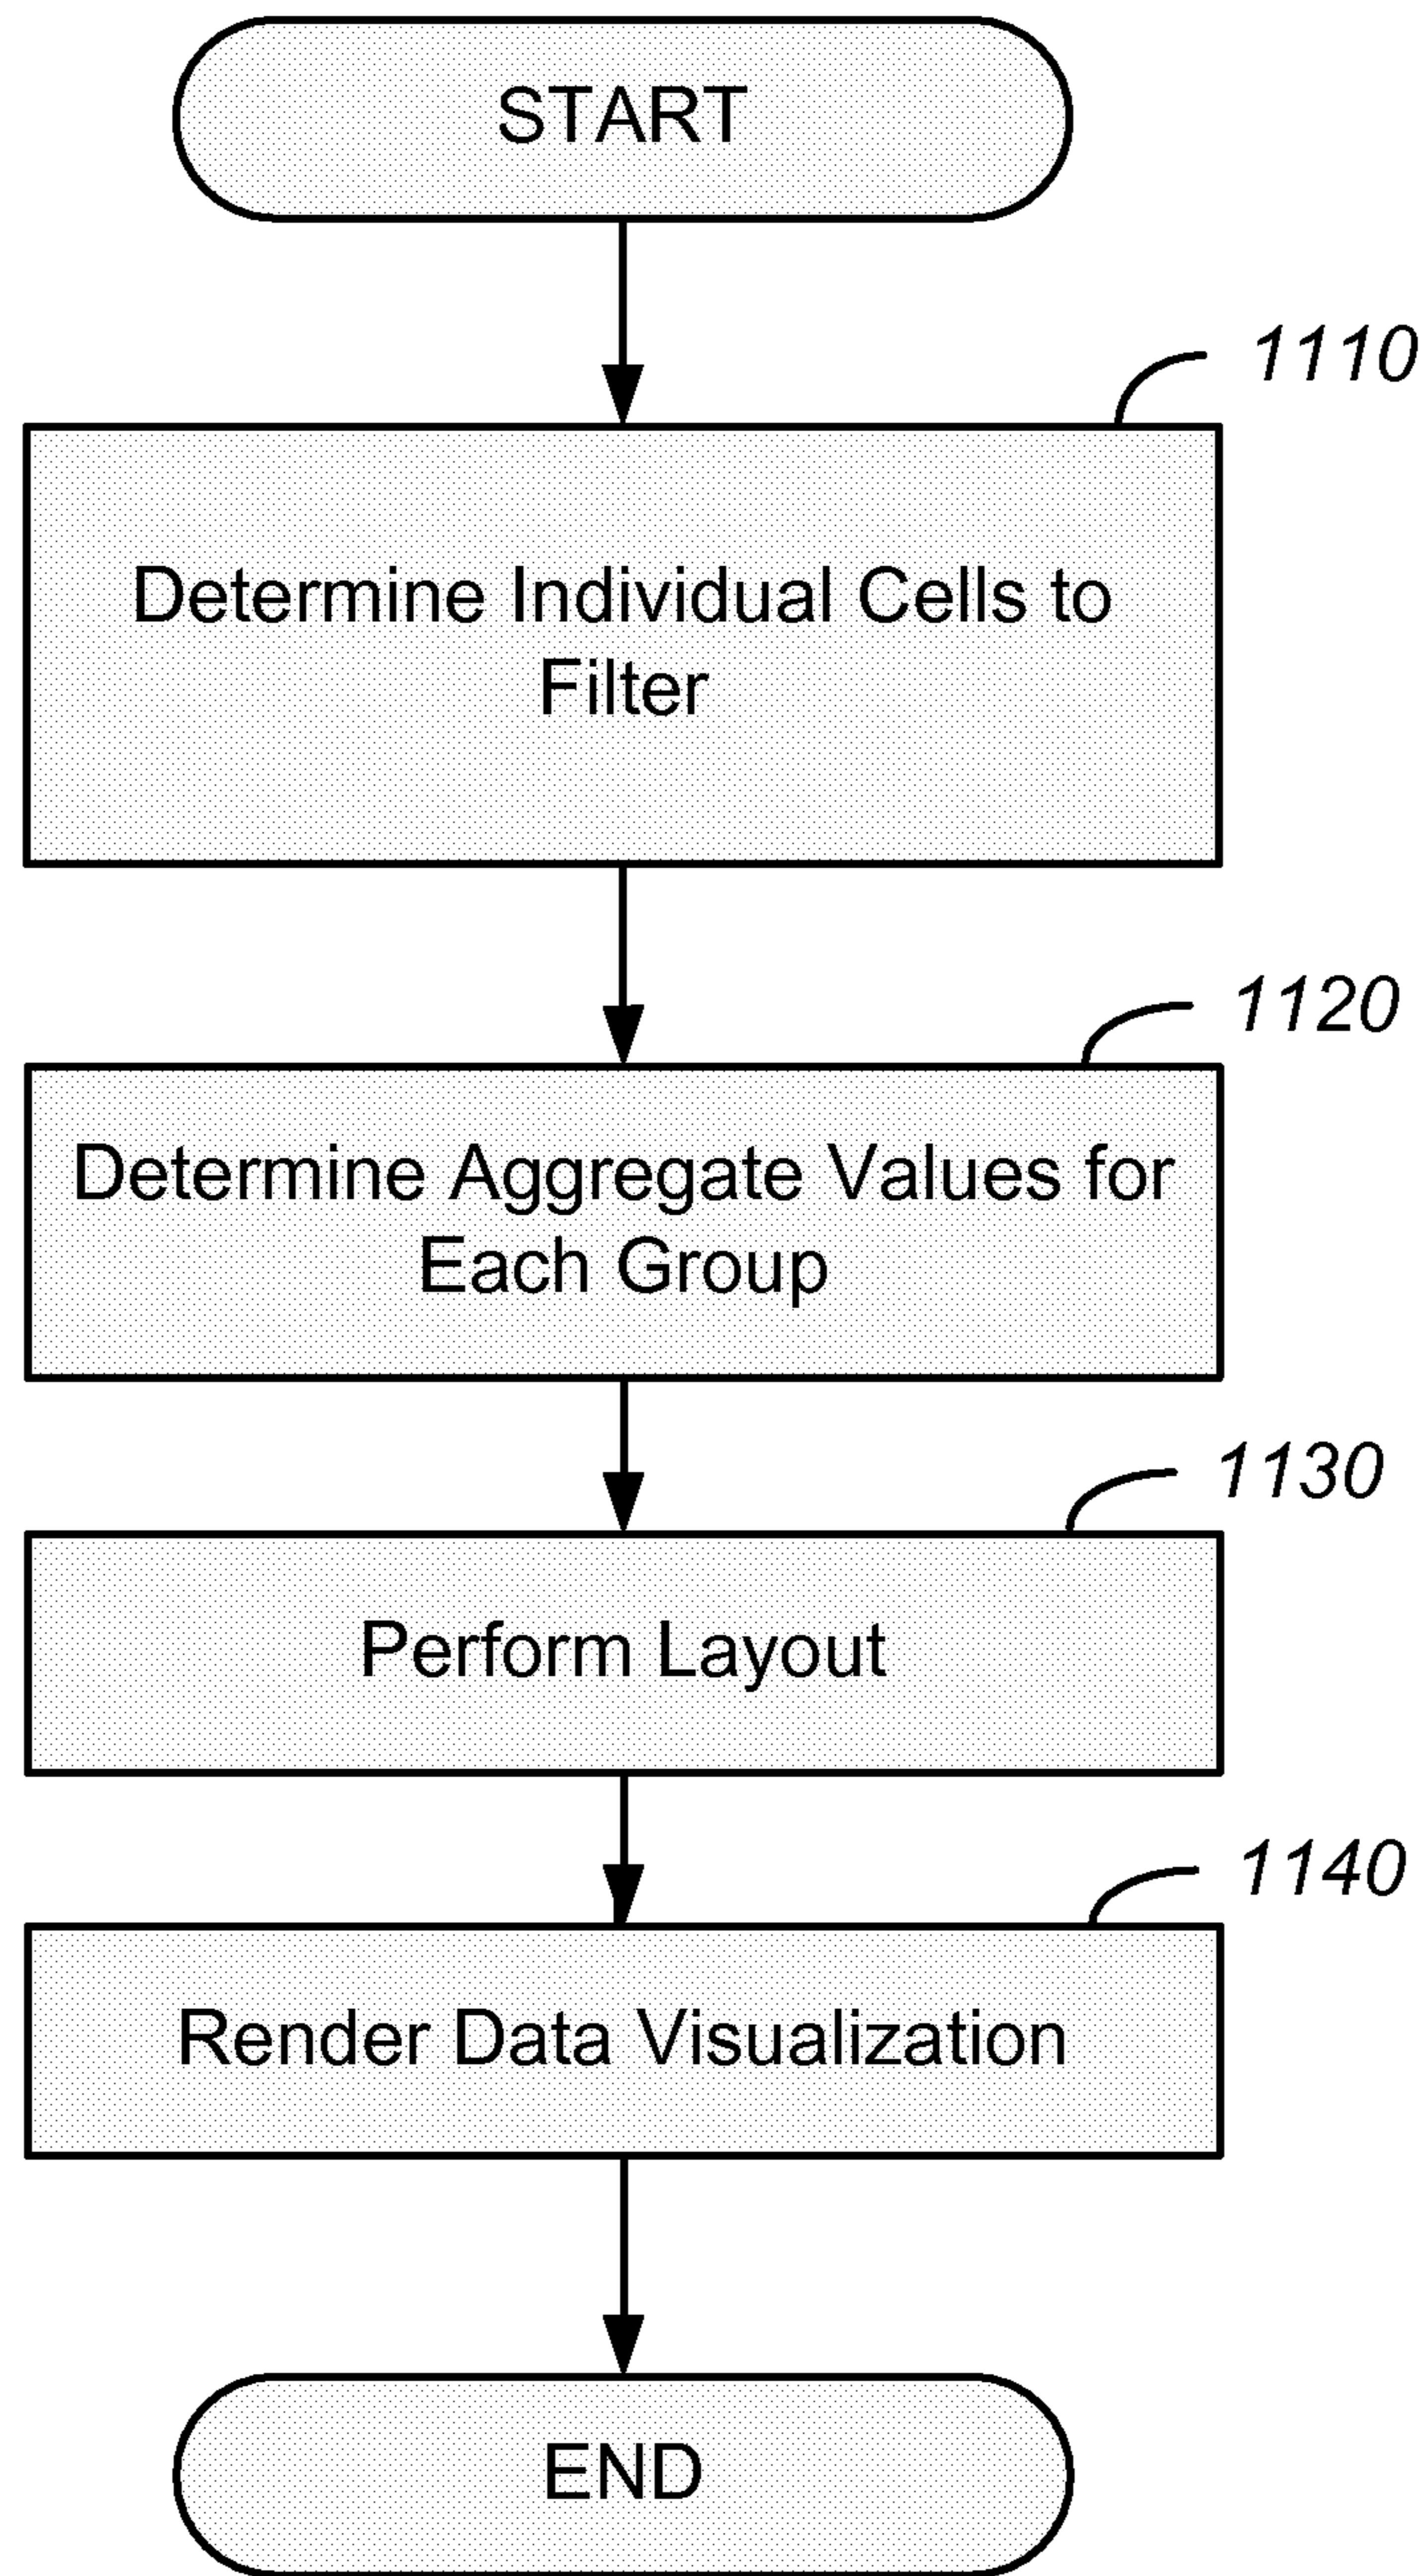 START
1110
Determine Individual Cells to
Filter
1120
Determine Aggregate Values for
Each Group
1130
Perform Layout
1140
Render Data Visualization
END